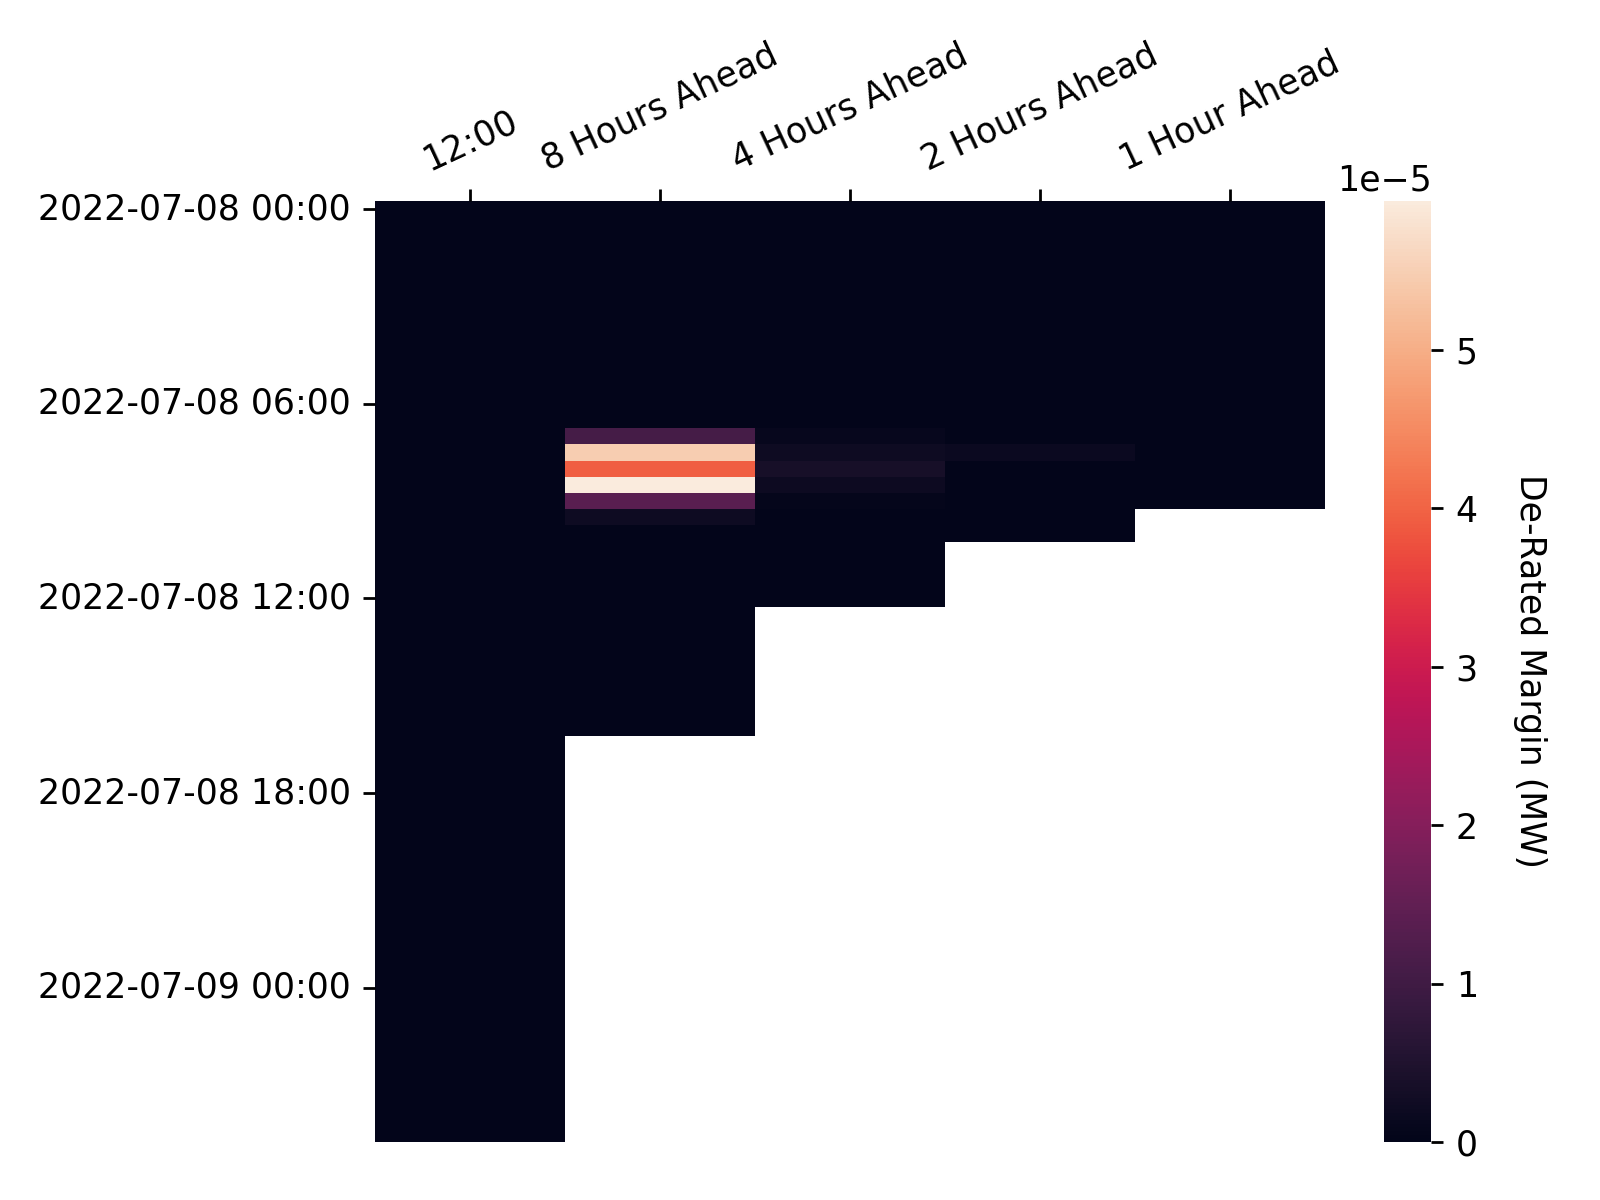 12:00
8 Hours Ahead
4 Hours Ahead
2 Hours Ahead
1 Hour Ahead
1e−5
2022-07-08 00:00
2022-07-08 06:00
2022-07-08 12:00
2022-07-08 18:00
2022-07-09 00:00
5
4
3
2
1
0
De-Rated Margin (MW)